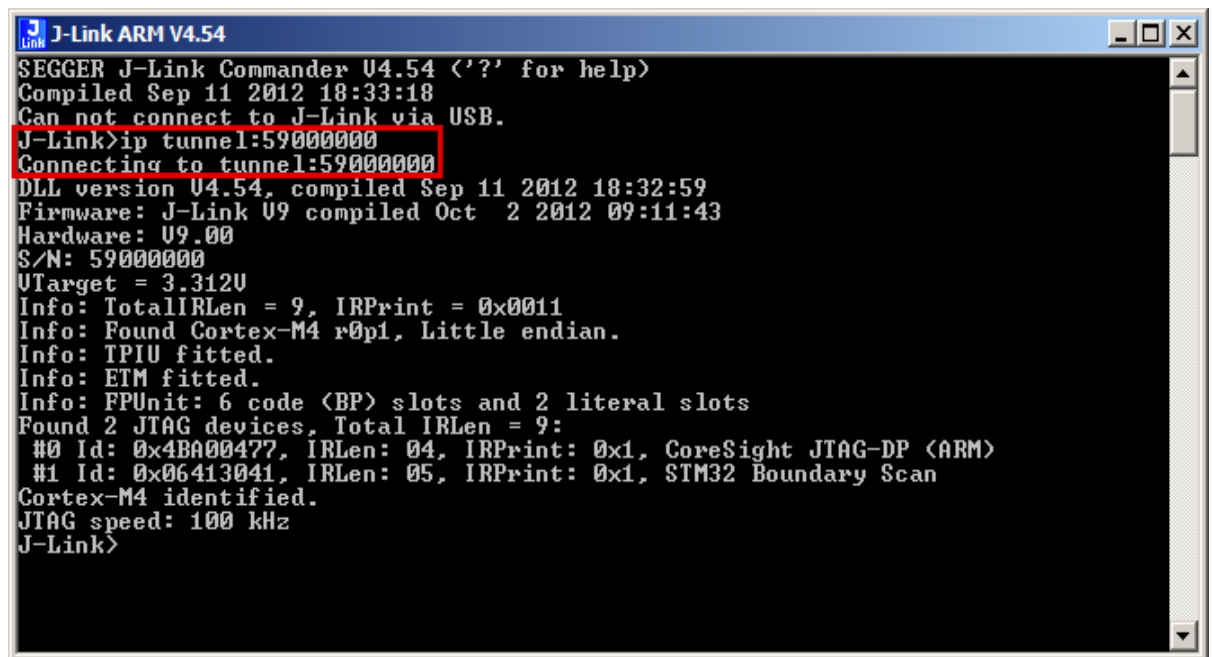 J-Link ARM V4.54
SEGGER J-Link Commander V4.54 ('?' for help)
Compiled Sep 11 2012 18:33:18
Can not connect to J-Link via USB.
J-Link>ip tunnel:59000000
Connecting to tunnel:59000000
DLL version V4.54, compiled Sep 11 2012 18:32:59
Firmware: J-Link V9 compiled Oct  2 2012 09:11:43
Hardware: V9.00
S/N: 59000000
VTarget = 3.312V
Info: TotalIRLen = 9, IRPrint = 0x0011
Info: Found Cortex-M4 r0p1, Little endian.
Info: TPIU fitted.
Info: ETM fitted.
Info: FPUnit: 6 code (BP) slots and 2 literal slots
Found 2 JTAG devices, Total IRLen = 9:
 #0 Id: 0x4BA00477, IRLen: 04, IRPrint: 0x1, CoreSight JTAG-DP (ARM)
 #1 Id: 0x06413041, IRLen: 05, IRPrint: 0x1, STM32 Boundary Scan
Cortex-M4 identified.
JTAG speed: 100 kHz
J-Link>